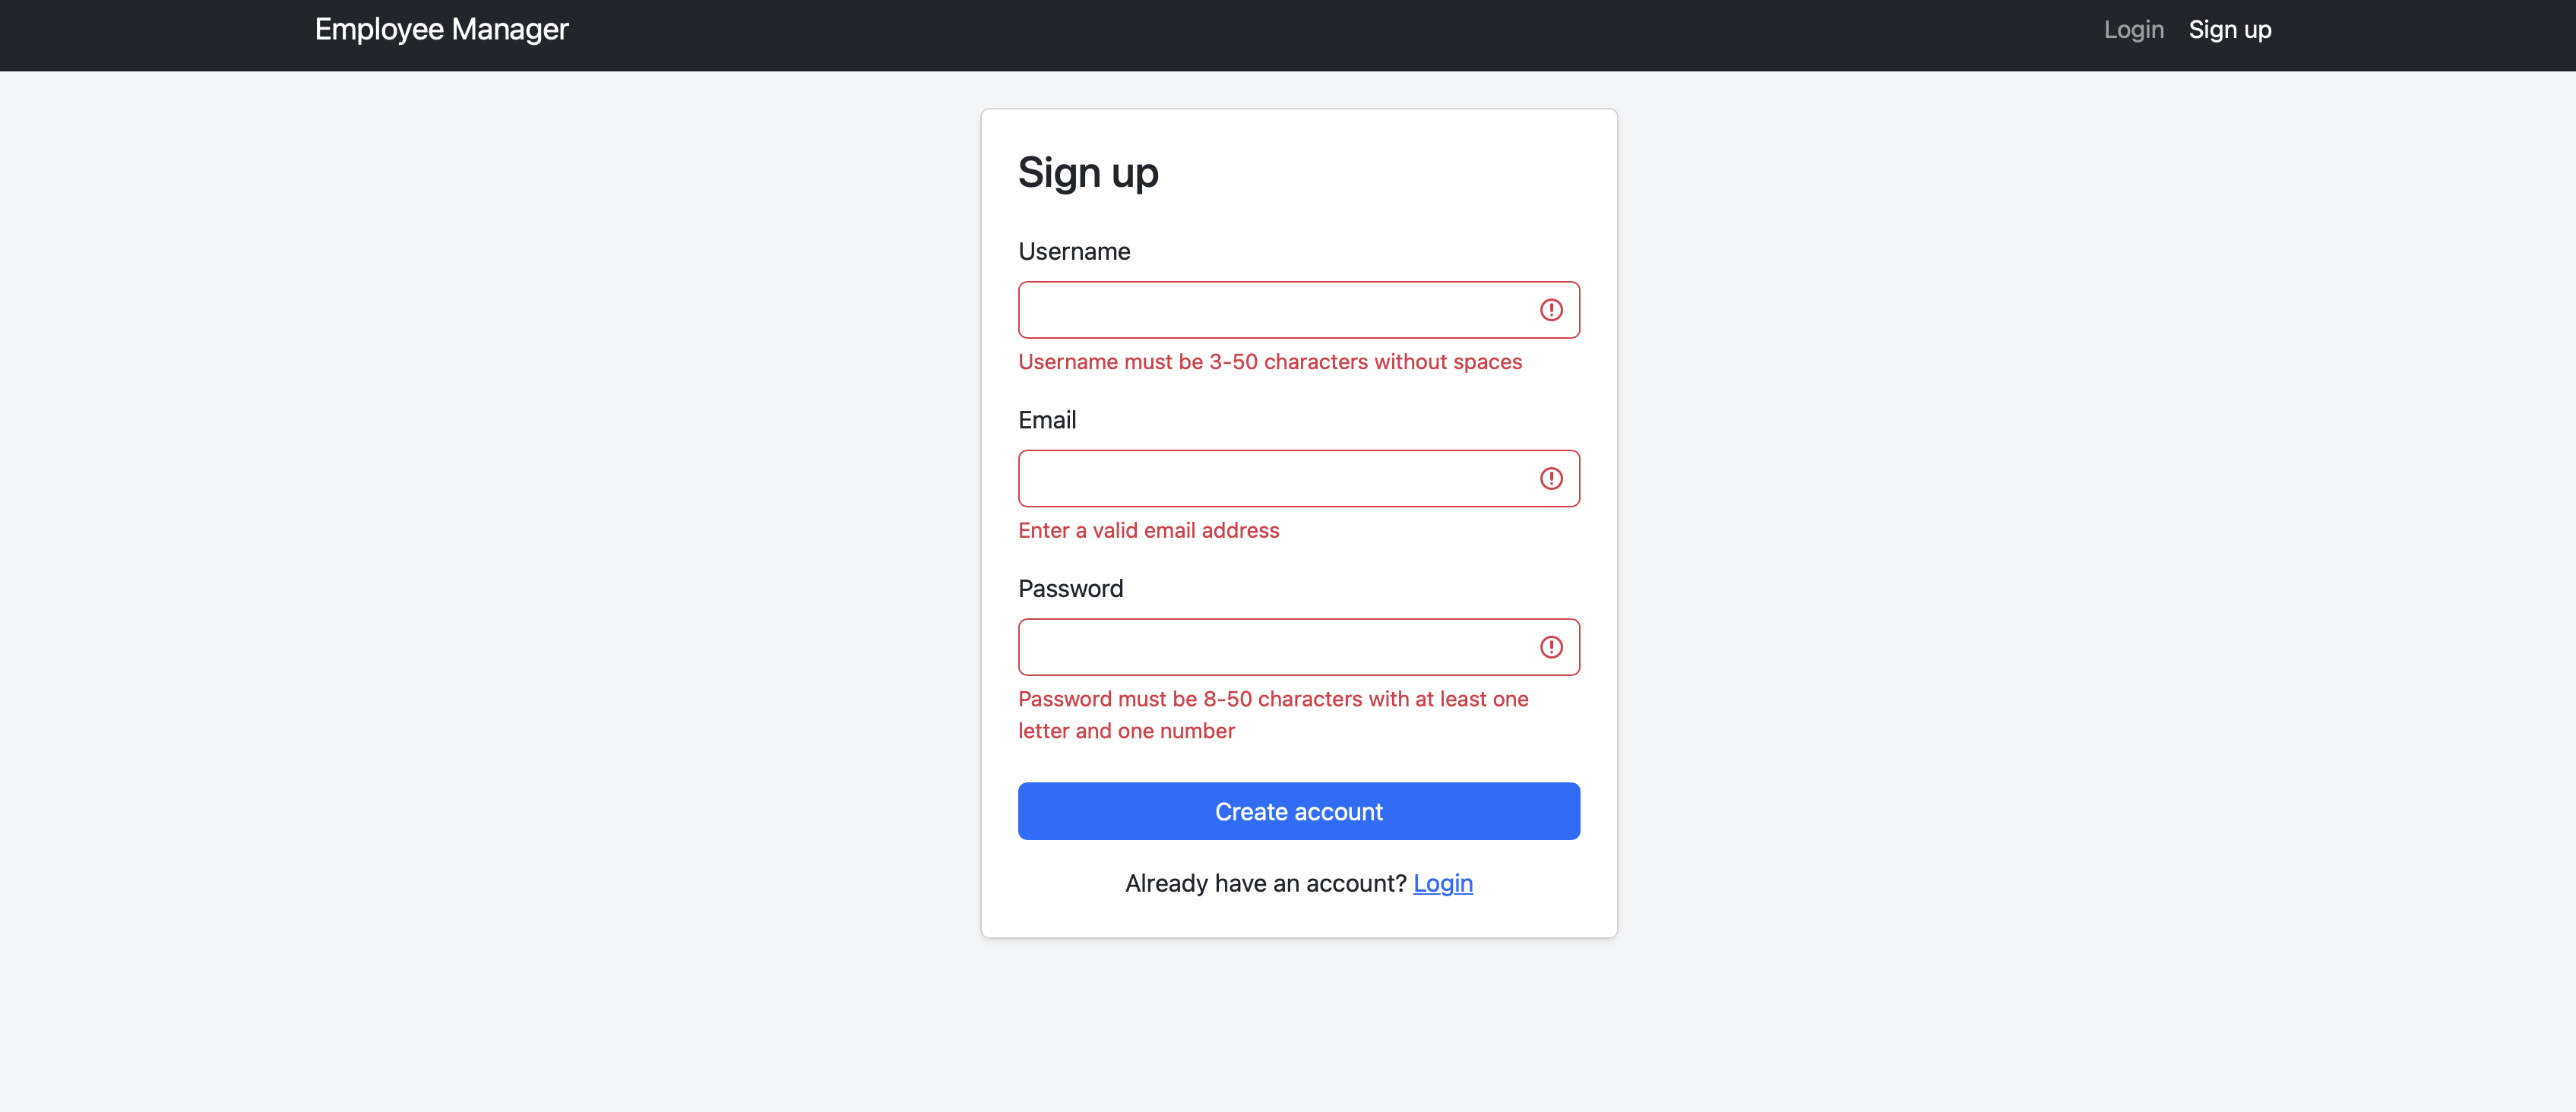 Employee Manager
Login Sign up
Sign up
Username
Username must be 3-50 characters without spaces
Email
Enter a valid email address
Password
Password must be 8-50 characters with at least one
letter and one number
Create account
Already have an account? Login